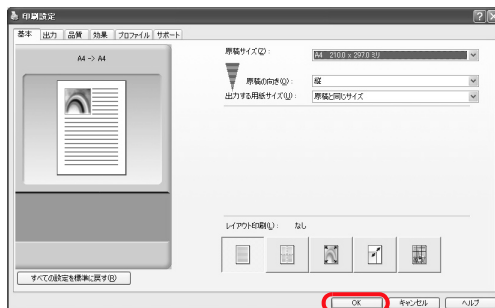 印刷設定
基本 出力 品質 効果 プロファイル サポート
A4 -> A4
原稿サイズ(Z): A4 210.0 × 297.0 ミリ
原稿の向き(O): 縦
出力する用紙サイズ(U): 原稿と同じサイズ
レイアウト印刷(L): なし
すべての設定を標準に戻す(R)
OK キャンセル ヘルプ